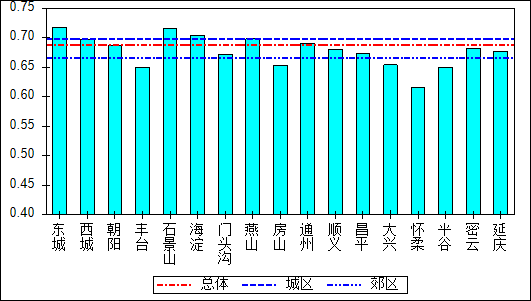 0.75
0.70
0.65
0.60
0.55
0.50
0.45
0.40
东城
西城
朝阳
丰台
石景山
海淀
门头沟
燕山
房山
通州
顺义
昌平
大兴
怀柔
平谷
密云
延庆
总体 城区 郊区